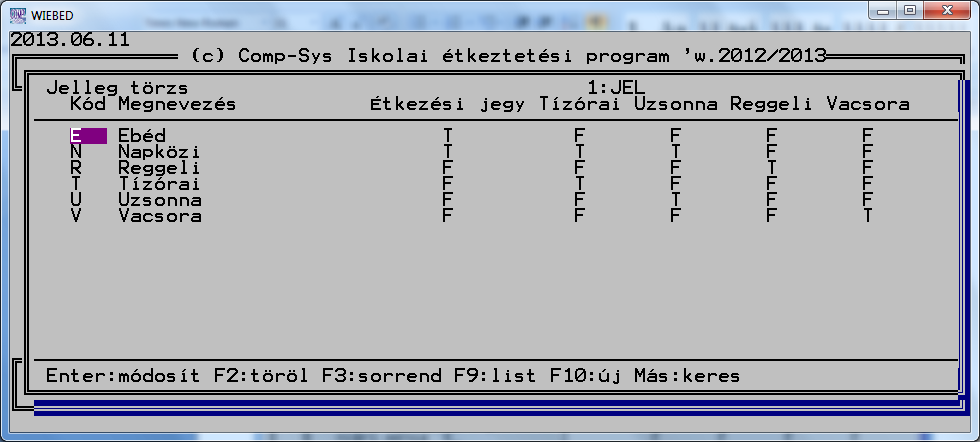 WIEBED
2013.06.11
(c) Comp-Sys Iskolai étkeztetési program 'w.2012/2013
Jelleg törzs 1:JEL
Kód Megnevezés Étkezési jegy Tízórai Uzsonna Reggeli Vacsora
E Ebéd T F F F F
N Napközi T T T F F
R Reggeli F F F T F
T Tízórai F T F F F
U Uzsonna F F T F F
V Vacsora F F F F T
Enter:módosít F2:töröl F3:sorrend F9:list F10:új Más:keres